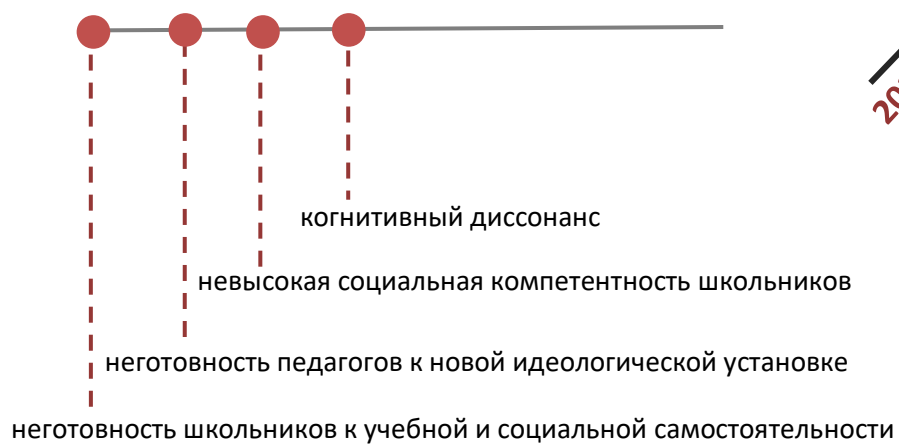 когнитивный диссонанс
невысокая социальная компетентность школьников
неготовность педагогов к новой идеологической установке
неготовность школьников к учебной и социальной самостоятельности